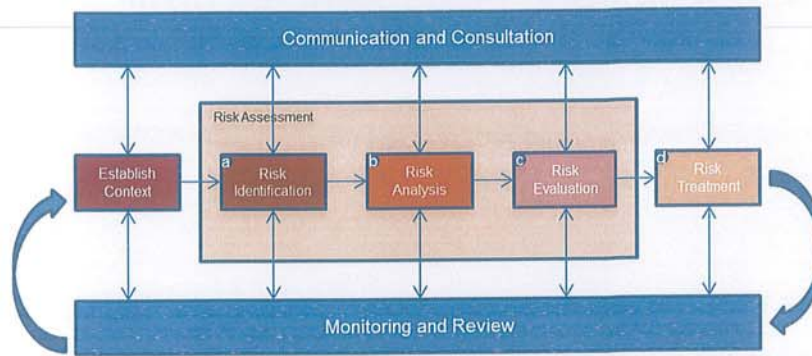 Communication and Consultation
Risk Assessment
Establish
Context
a
Risk
Identification
b
Risk
Analysis
c
Risk
Evaluation
d
Risk
Treatment
Monitoring and Review